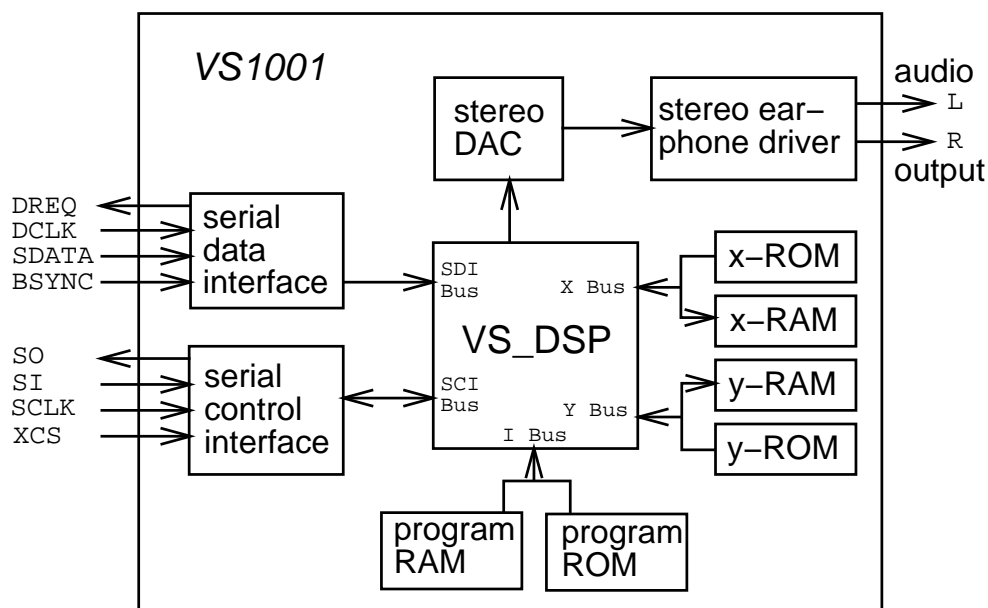 VS1001
audio
L
R
output
stereo
DAC
stereo ear–
phone driver
DREQ
DCLK
SDATA
BSYNC
serial
data
interface
SDI
Bus
X Bus
x–ROM
x–RAM
VS_DSP
SO
SI
SCLK
XCS
serial
control
interface
SCI
Bus
Y Bus
I Bus
y–RAM
y–ROM
program
RAM
program
ROM